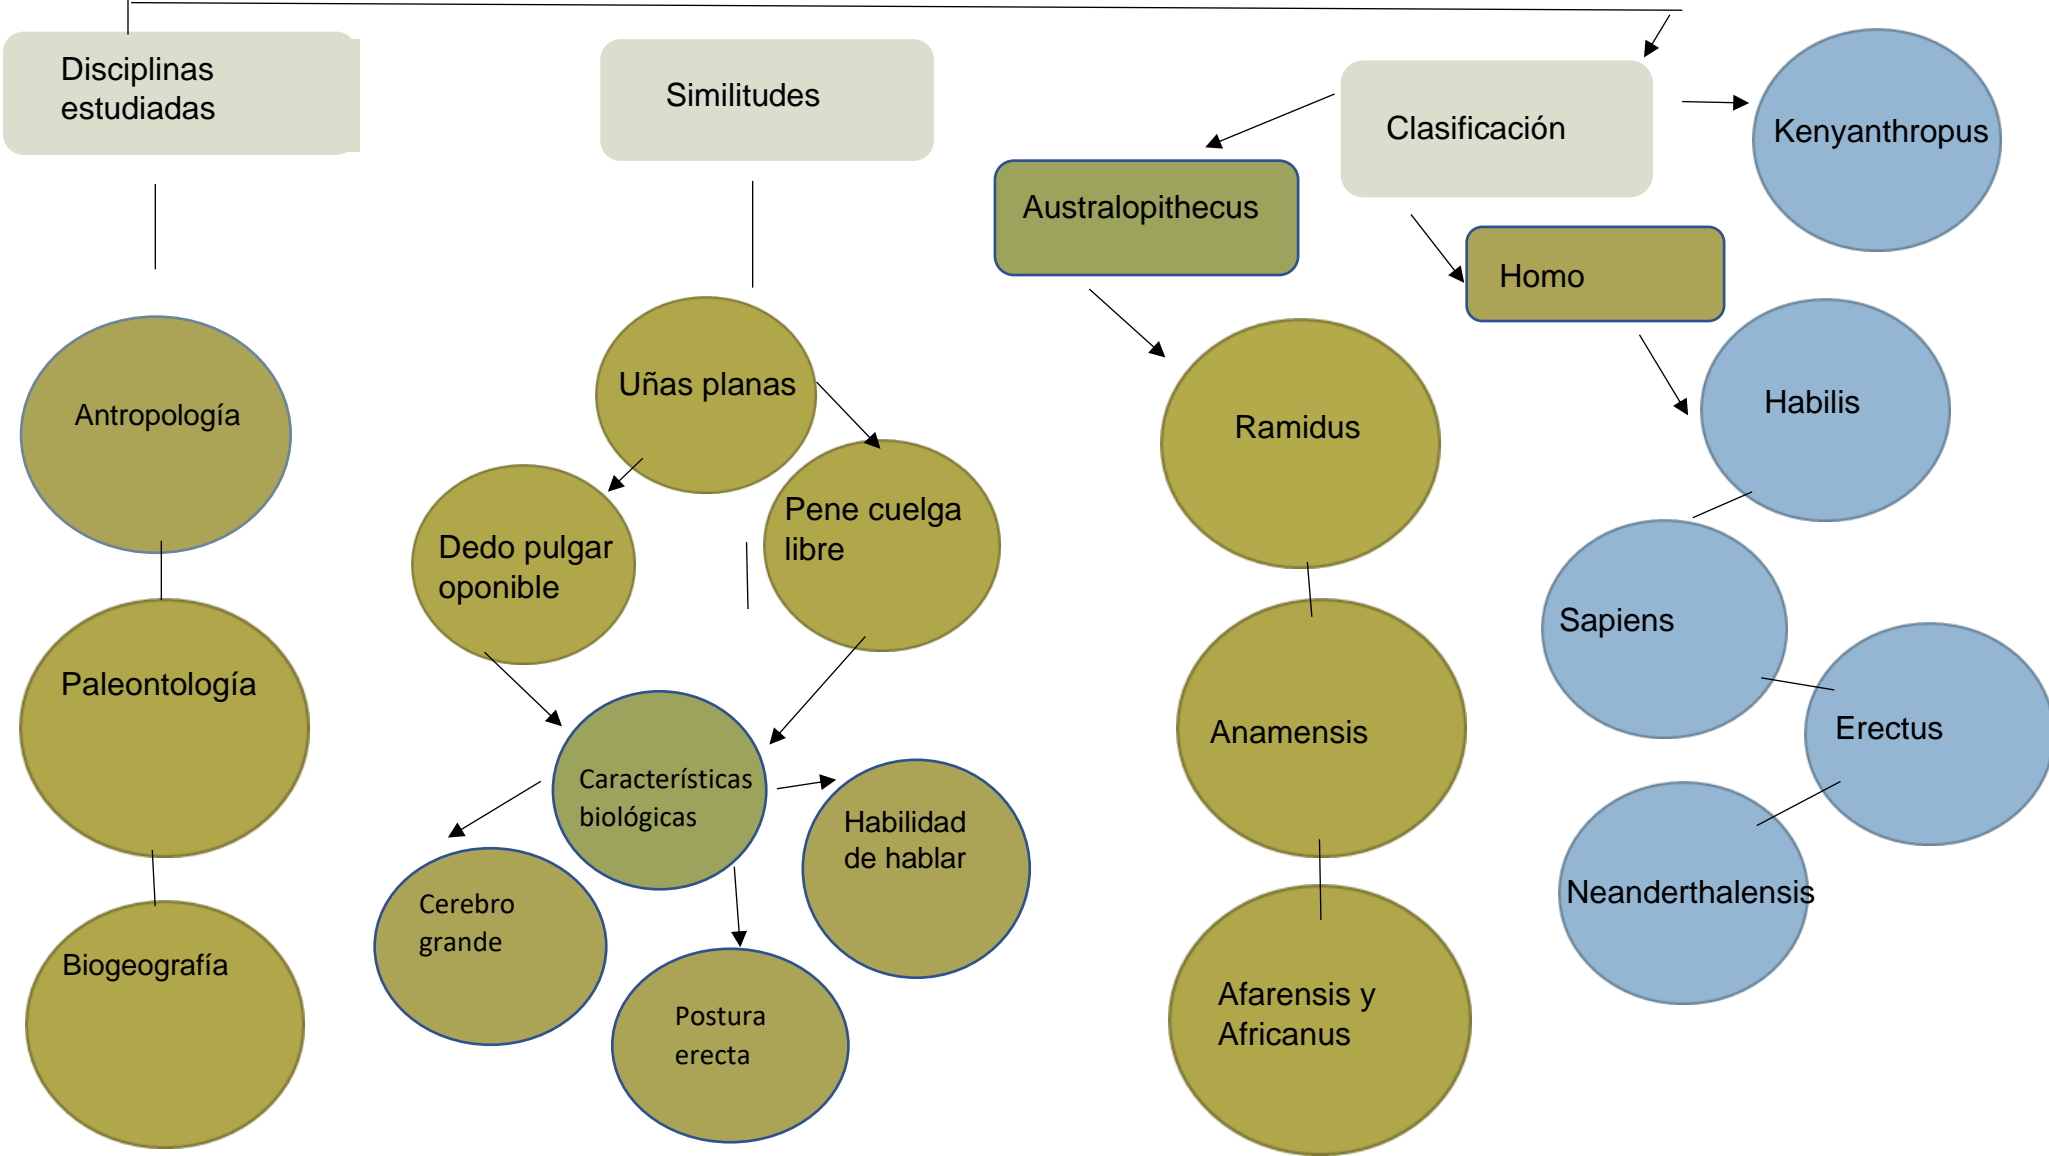 Disciplinas
estudiadas
Similitudes
Clasificación
Kenyanthropus
Australopithecus
Homo
Antropología
Paleontología
Biogeografía
Uñas planas
Dedo pulgar
oponible
Pene cuelga
libre
Característísticas
biológicas
Cerebro
grande
Postura
erecta
Habilidad
de hablar
Ramidus
Anamensis
Afarensis y
Africanus
Habilis
Sapiens
Erectus
Neanderthalensis